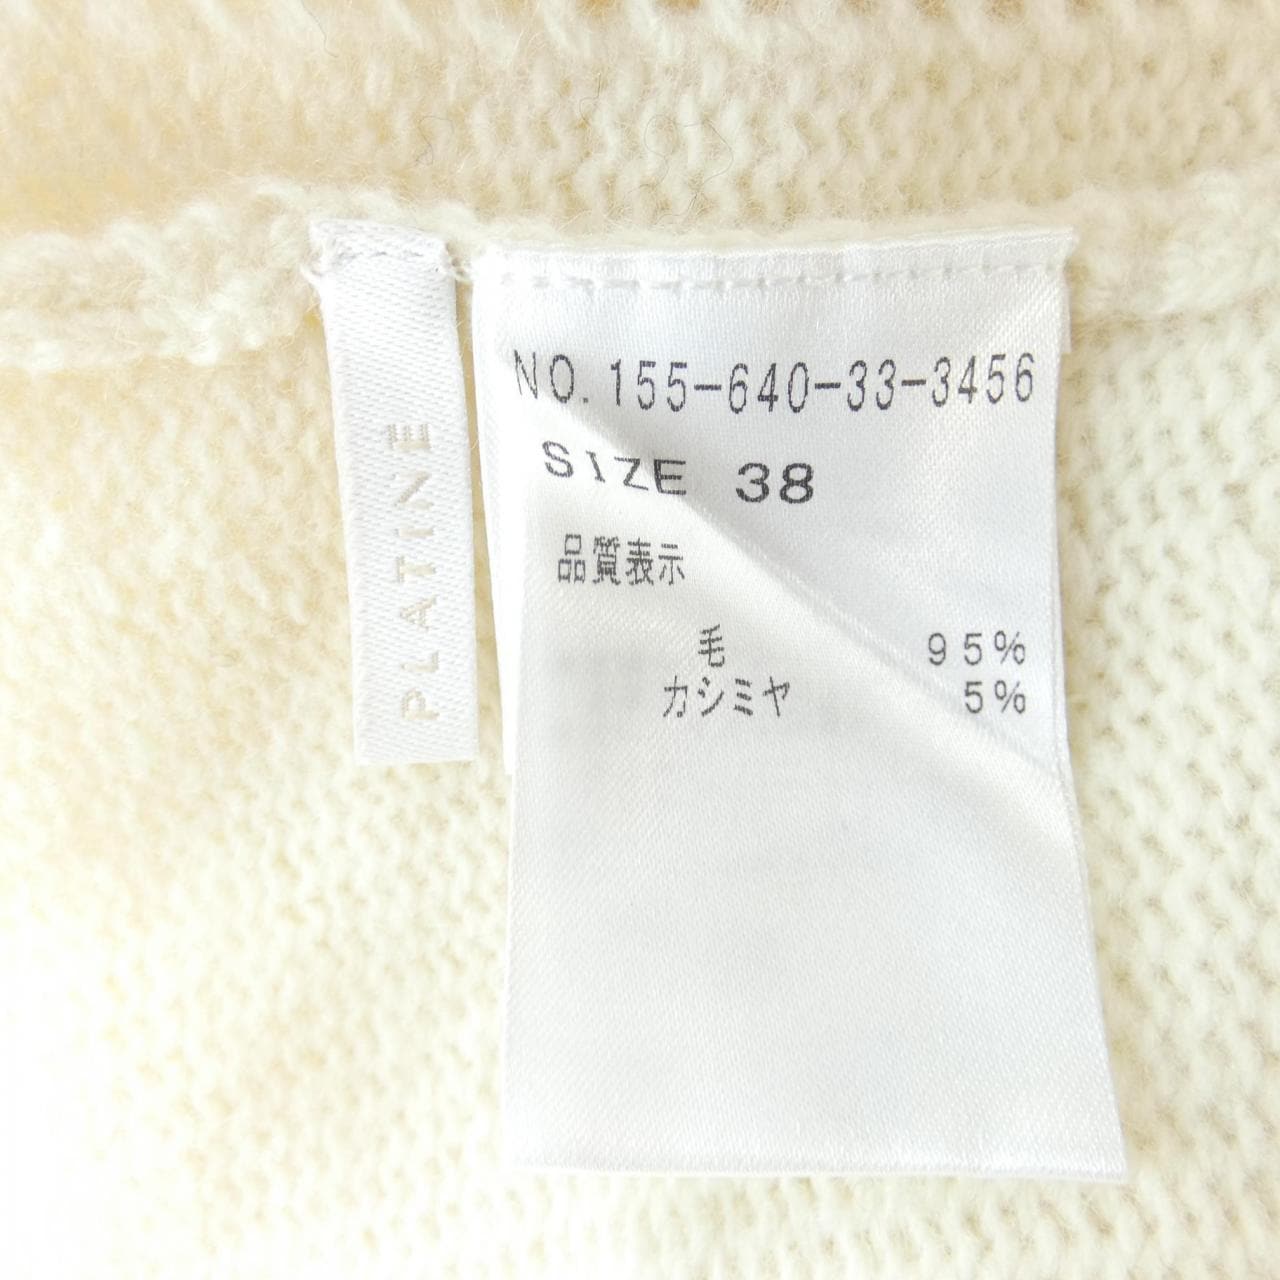 PLATINE
NO. 155-640-33-3456
SIZE 38
品質表示
毛 95%
カシミヤ 5%